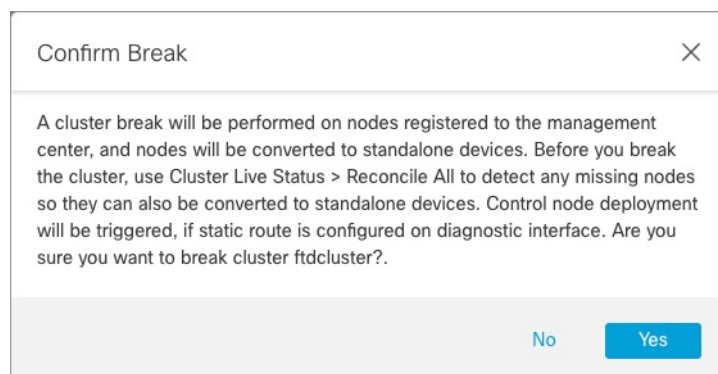 Confirm Break
A cluster break will be performed on nodes registered to the management
center, and nodes will be converted to standalone devices. Before you break
the cluster, use Cluster Live Status > Reconcile All to detect any missing nodes
so they can also be converted to standalone devices. Control node deployment
will be triggered, if static route is configured on diagnostic interface. Are you
sure you want to break cluster ftdcluster?.
No
Yes